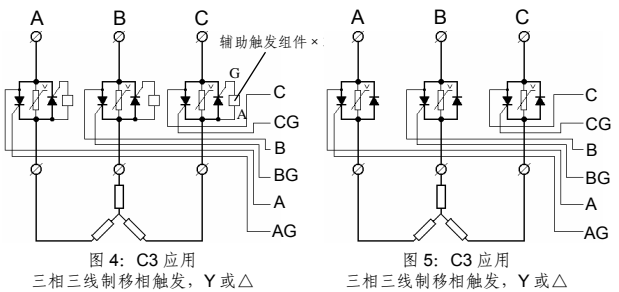 A B C
辅助触发组件×
G
A
C
CG
B
BG
A
AG
图 4: C3 应用
三相三线制移相触发，Y 或△
A B C
C
CG
B
BG
A
AG
图 5: C3 应用
三相三线制移相触发，Y 或△